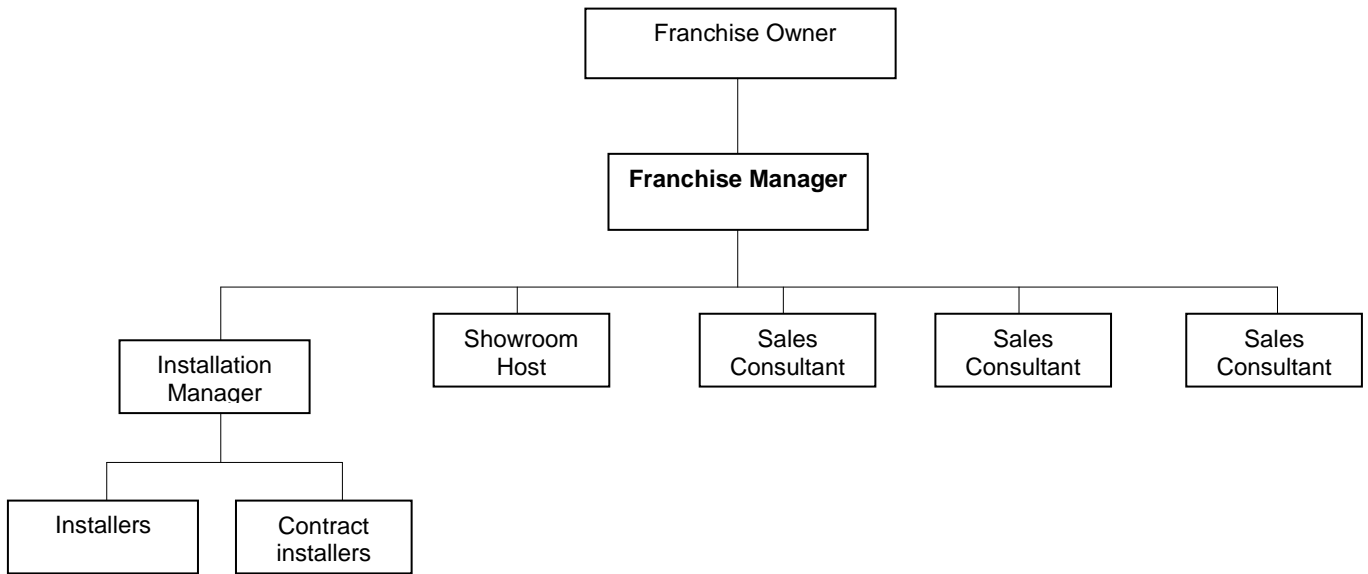 Franchise Owner
Franchise Manager
Showroom
Host
Sales
Consultant
Sales
Consultant
Sales
Consultant
Installation
Manager
Installers
Contract
installers